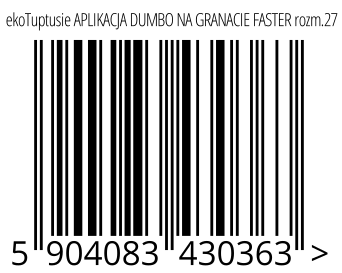 ekoTuptusie APLIKACJA DUMBO NA GRANACIE FASTER rozm.27
5 904083 430363 >